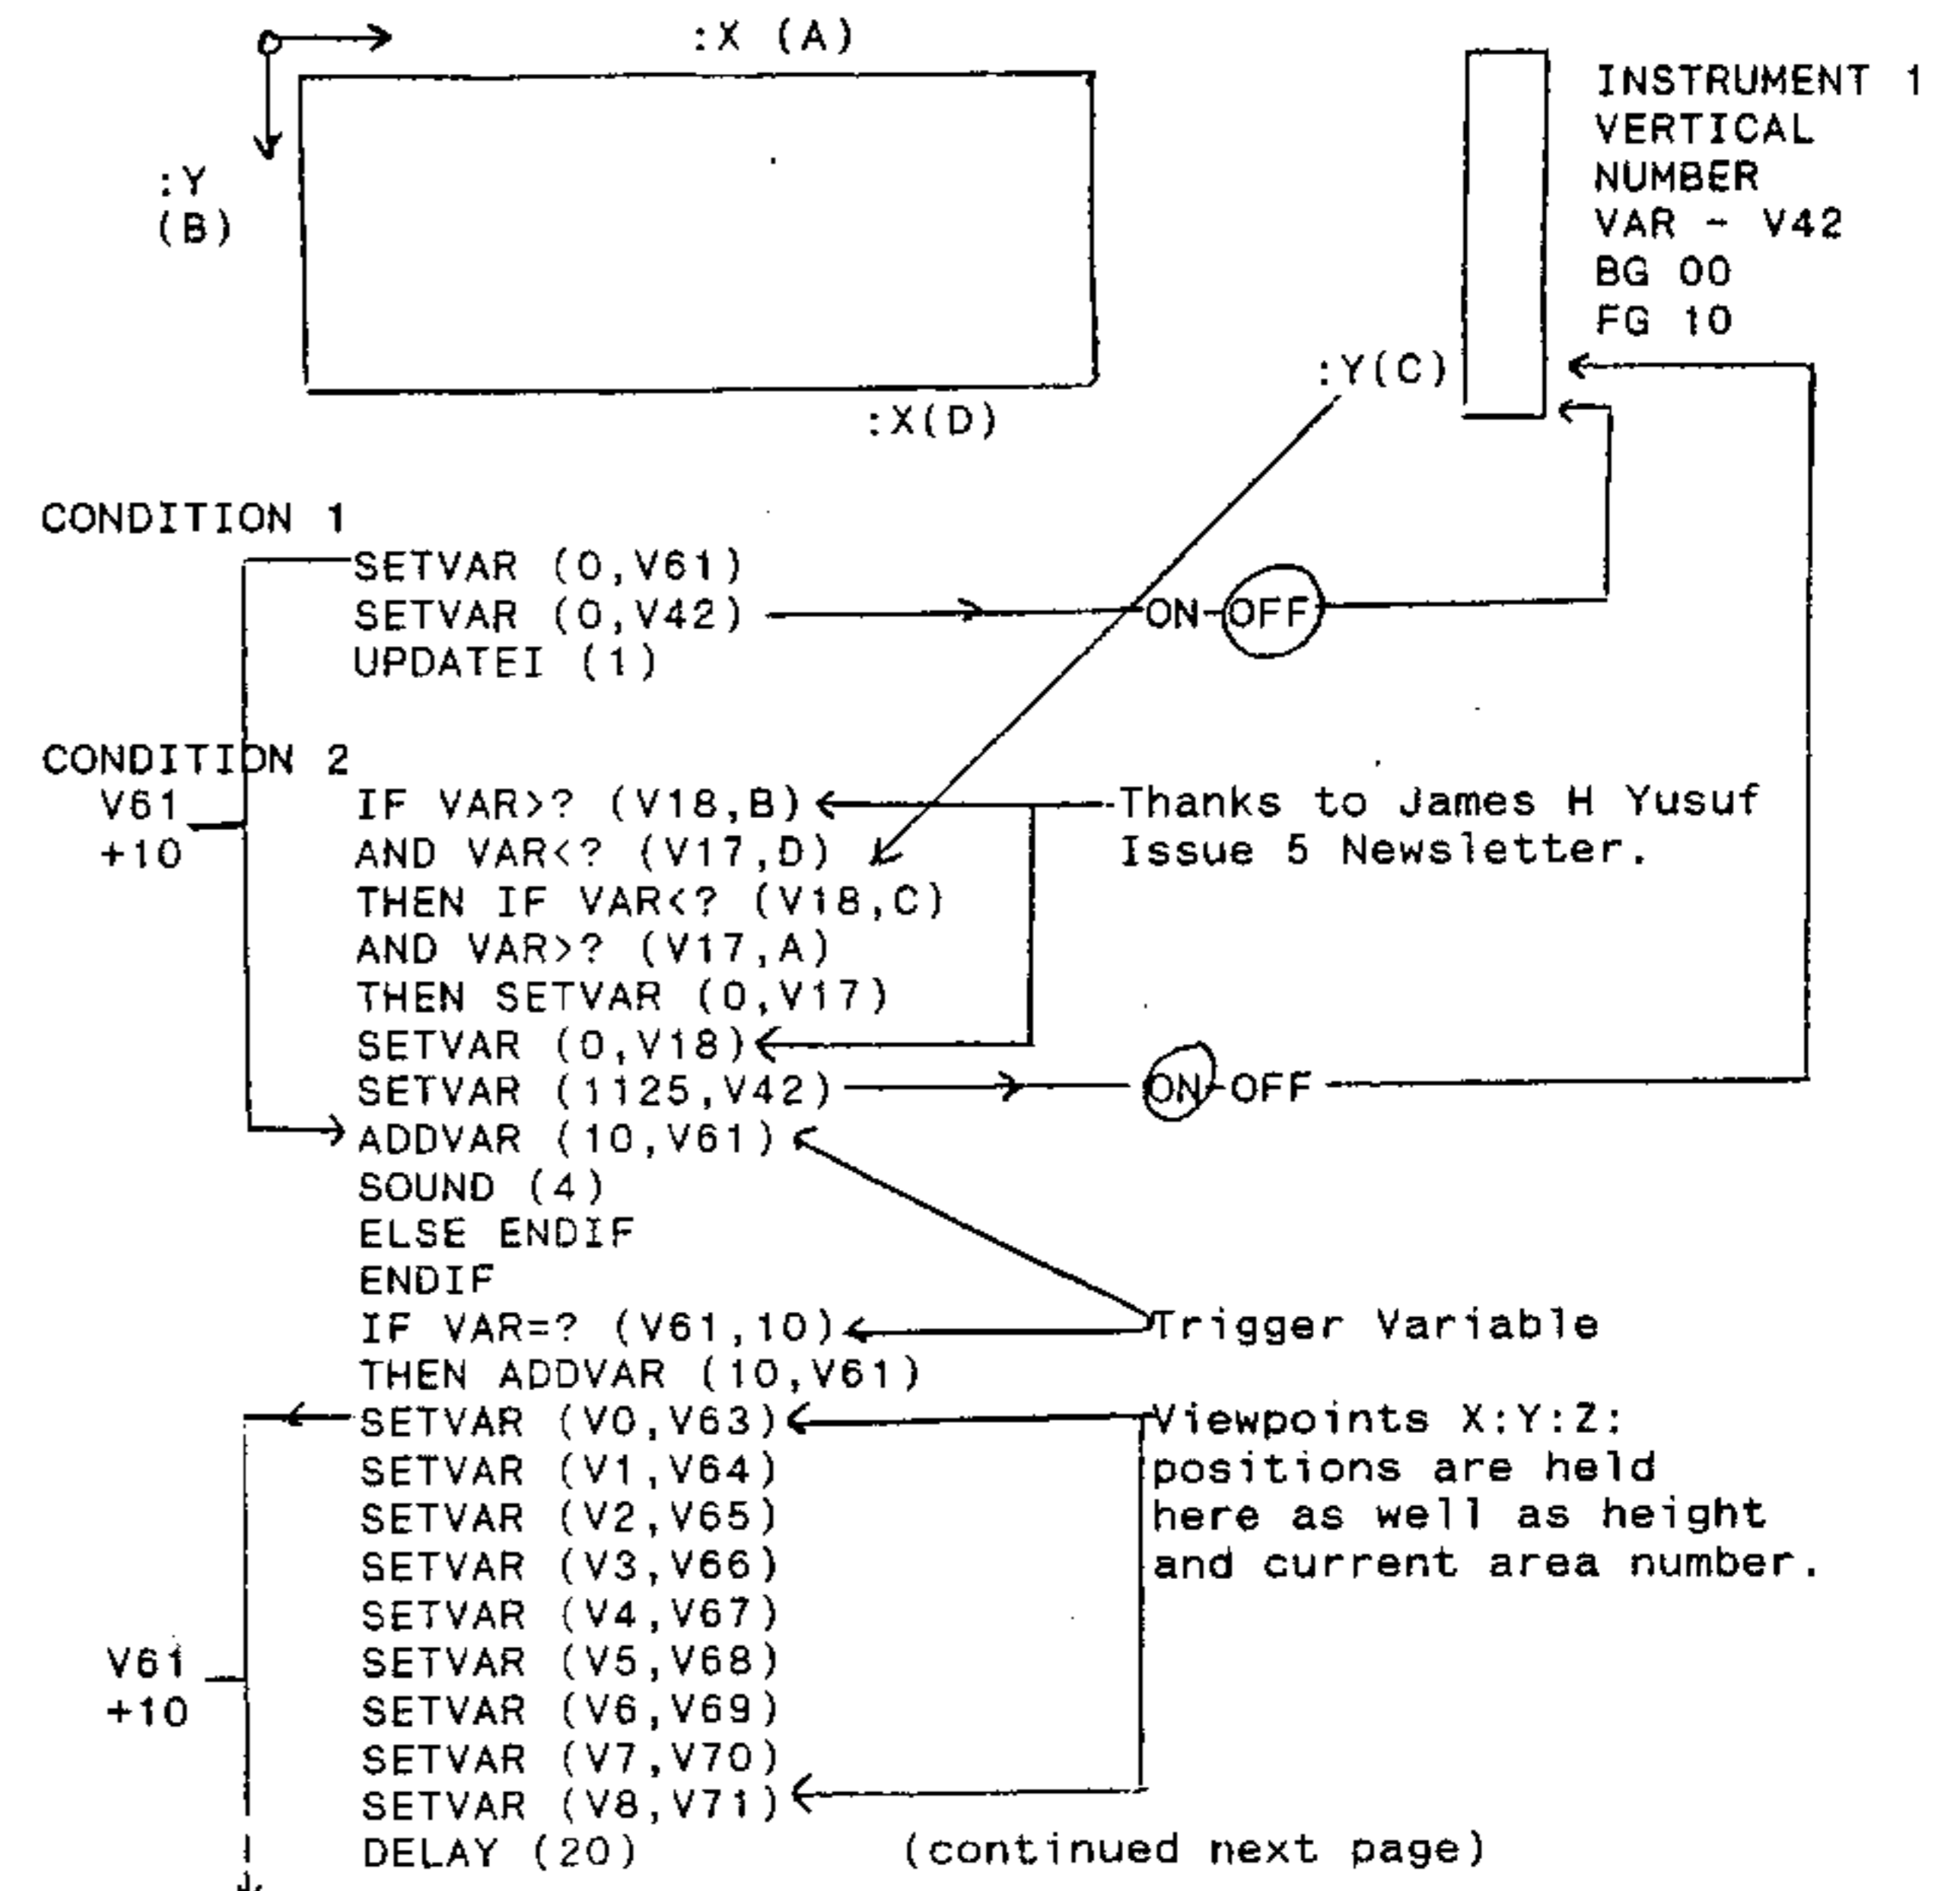 :X (A)
:Y
(B)
:X(D)
:Y(C)
INSTRUMENT 1
VERTICAL
NUMBER
VAR - V42
BG 00
FG 10
CONDITION 1
SETVAR (0,V61)
SETVAR (0,V42)
ON-OFF
UPDATEI (1)
CONDITION 2
V61
+10
IF VAR>? (V18,B)
AND VAR<? (V17,D)
THEN IF VAR<? (V18,C)
AND VAR>? (V17,A)
THEN SETVAR (0,V17)
SETVAR (0,V18)
SETVAR (1125,V42)
ON-OFF
ADDVAR (10,V61)
SOUND (4)
ELSE ENDIF
ENDIF
IF VAR=? (V61,10)
THEN ADDVAR (10,V61)
Thanks to James H Yusuf
Issue 5 Newsletter.
Trigger Variable
SETVAR (V0,V63)
SETVAR (V1,V64)
SETVAR (V2,V65)
SETVAR (V3,V66)
SETVAR (V4,V67)
SETVAR (V5,V68)
SETVAR (V6,V69)
SETVAR (V7,V70)
SETVAR (V8,V71)
DELAY (20)
Viewpoints X:Y:Z:
positions are held
here as well as height
and current area number.
V61
+10
(continued next page)